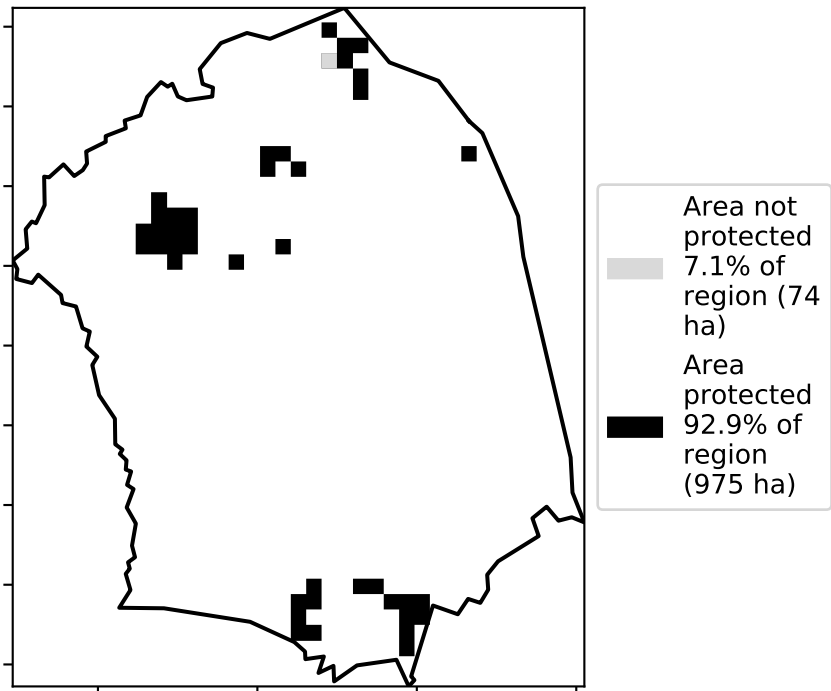 Area not
protected
7.1% of
region (74
ha)
Area
protected
92.9% of
region
(975 ha)